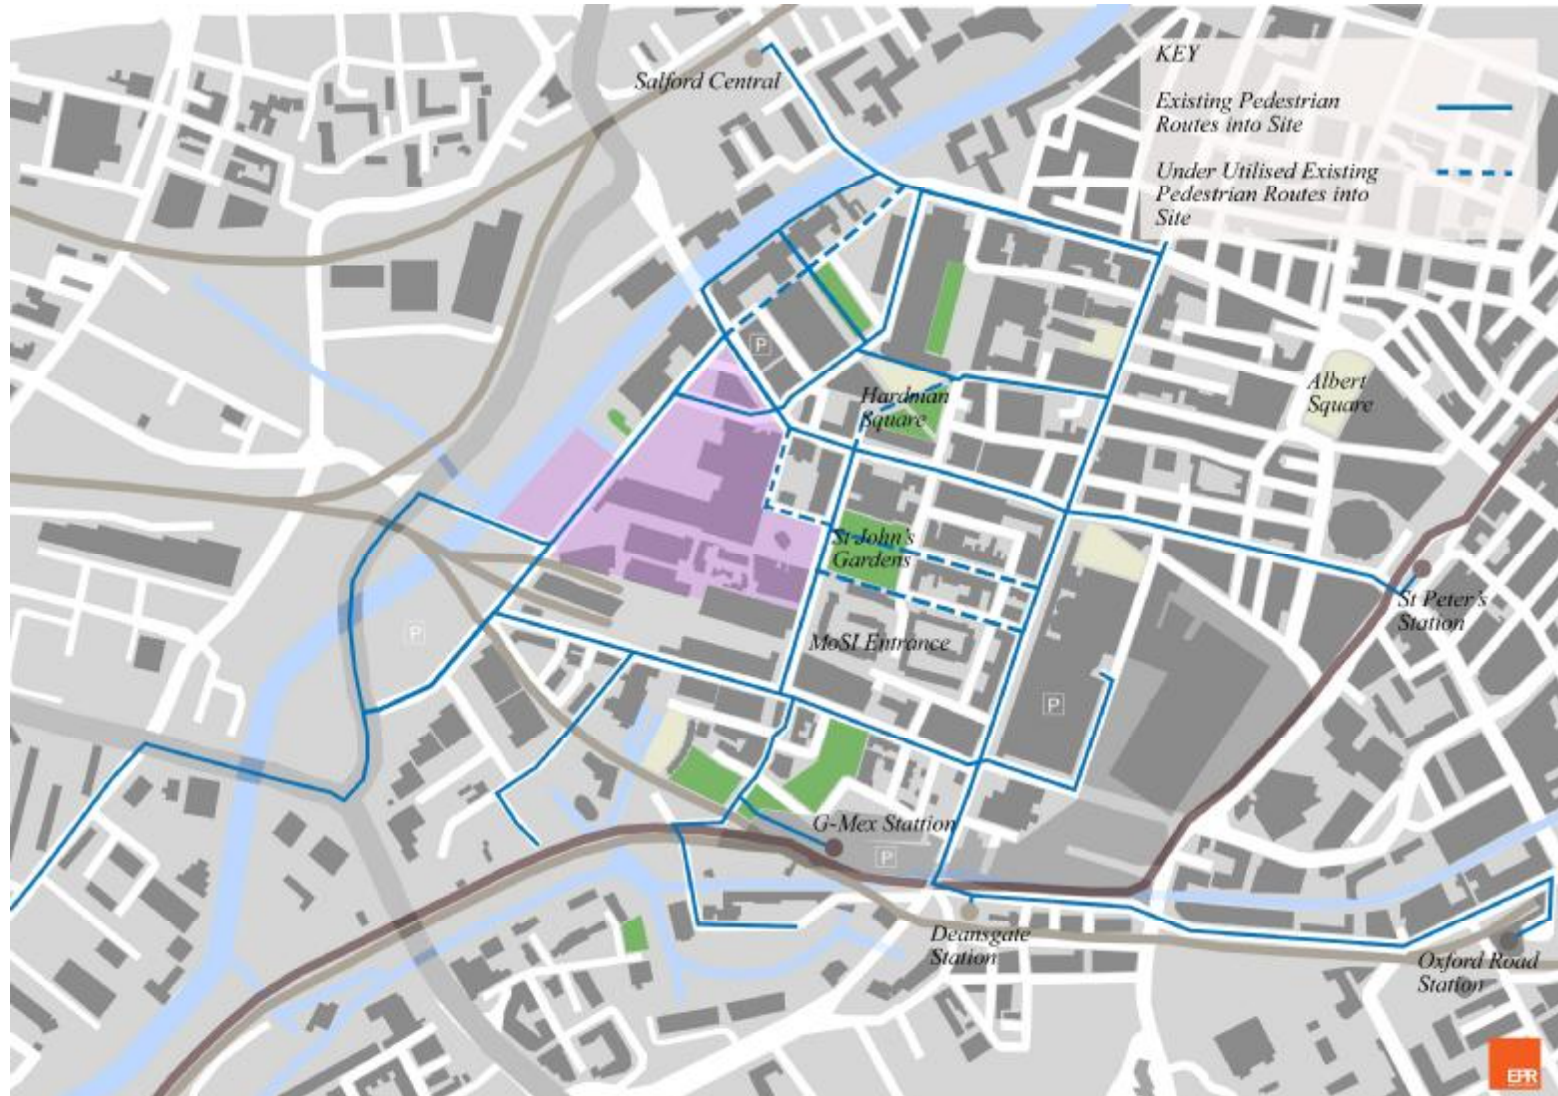 KEY
Existing Pedestrian
Routes into Site
Under Utilised Existing
Pedestrian Routes into
Site
Salford Central
P
Albert
Square
Hardman
Square
St John's
Gardens
St Peter's
Station
P
MoSI Entrance
P
G-Mex Stattion
P
Deansgate
Station
Oxford Road
Station
EPR